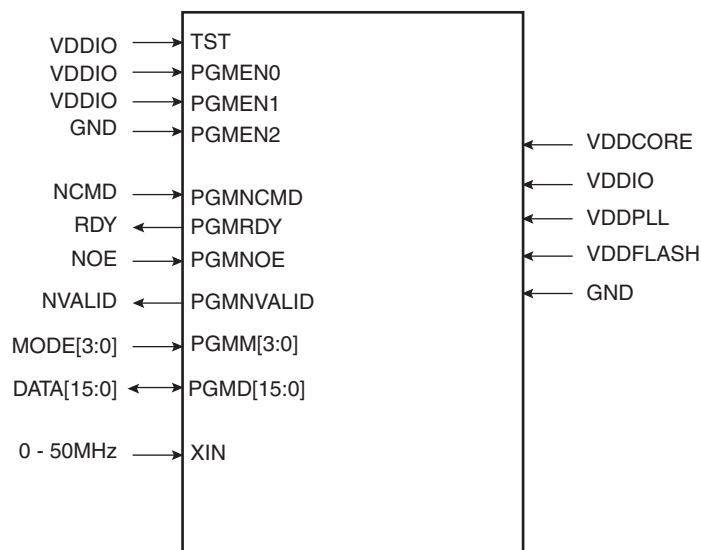 VDDIO TST
VDDIO PGMEN0
VDDIO PGMEN1
GND PGMEN2
VDDCORE
VDDIO
NCMD PGMNCMD
RDY PGMRDY
VDDPLL
NOE PGMNOE
VDDFLASH
NVALID PGMNVALID
GND
MODE[3:0] PGMM[3:0]
DATA[15:0] PGMD[15:0]
0 - 50MHz XIN